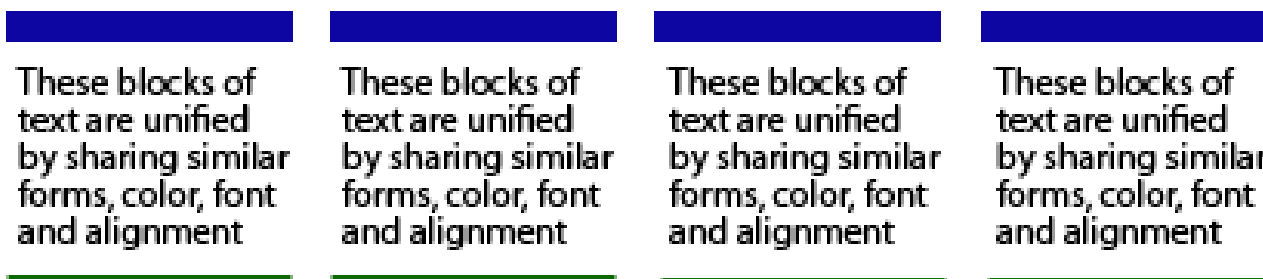 These blocks of
text are unified
by sharing similar
forms, color, font
and alignment
These blocks of
text are unified
by sharing similar
forms, color, font
and alignment
These blocks of
text are unified
by sharing similar
forms, color, font
and alignment
These blocks of
text are unified
by sharing similar
forms, color, font
and alignment